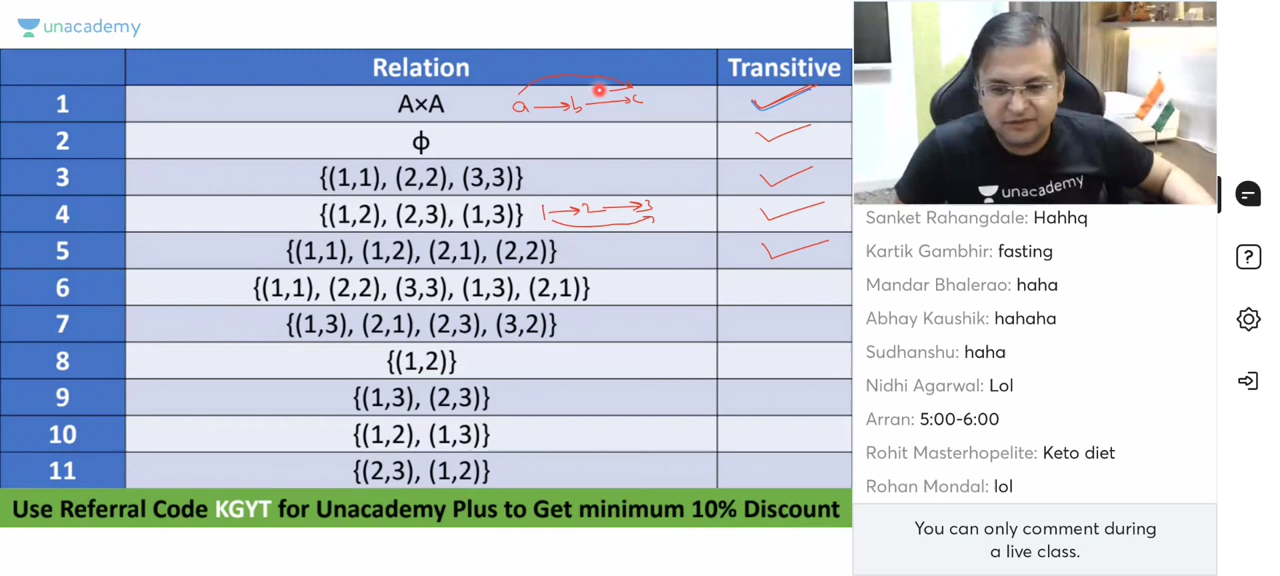 unacademy
Relation Transitive
1 A×A a b c
2 ϕ
3 {(1,1), (2,2), (3,3)}
4 {(1,2), (2,3), (1,3)} 1 2 3
5 {(1,1), (1,2), (2,1), (2,2)}
6 {(1,1), (2,2), (3,3), (1,3), (2,1)}
7 {(1,3), (2,1), (2,3), (3,2)}
8 {(1,2)}
9 {(1,3), (2,3)}
10 {(1,2), (1,3)}
11 {(2,3), (1,2)}
Use Referral Code KGYT for Unacademy Plus to Get minimum 10% Discount
unacademy
Sanket Rahangdale: Hahhq
Kartik Gambhir: fasting
Mandar Bhalerao: haha
Abhay Kaushik: hahaha
Sudhanshu: haha
Nidhi Agarwal: Lol
Arran: 5:00-6:00
Rohit Masterhopelite: Keto diet
Rohan Mondal: lol
You can only comment during
a live class.
?